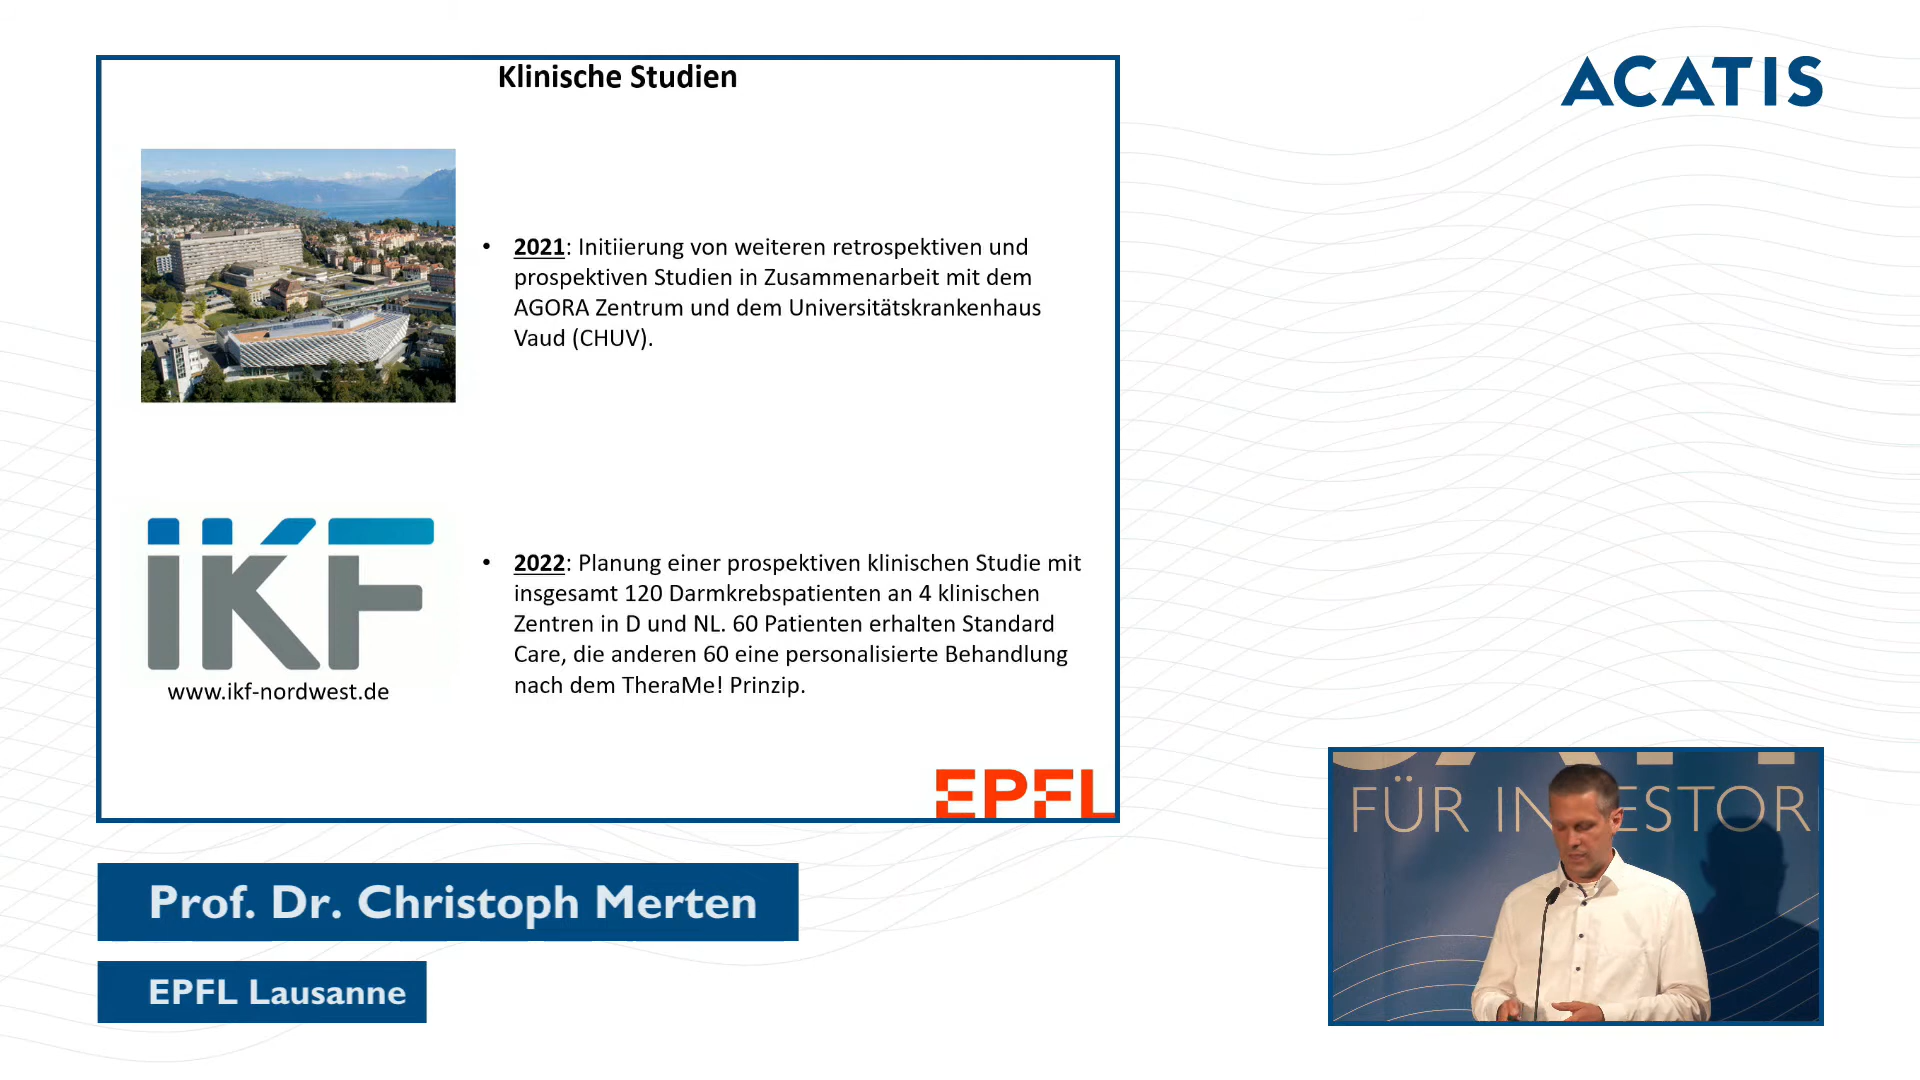 Klinische Studien
ACATIS
• 2021: Initiierung von weiteren retrospektiven und
prospektiven Studien in Zusammenarbeit mit dem
AGORA Zentrum und dem Universitätskrankenhaus
Vaud (CHUV).
iKF
www.ikf-nordwest.de
• 2022: Planung einer prospektiven klinischen Studie mit
insgesamt 120 Darmkrebspatienten an 4 klinischen
Zentren in D und NL. 60 Patienten erhalten Standard
Care, die anderen 60 eine personalisierte Behandlung
nach dem TheraMe! Prinzip.
EPFL
FÜR IN ESTOR
Prof. Dr. Christoph Merten
EPFL Lausanne